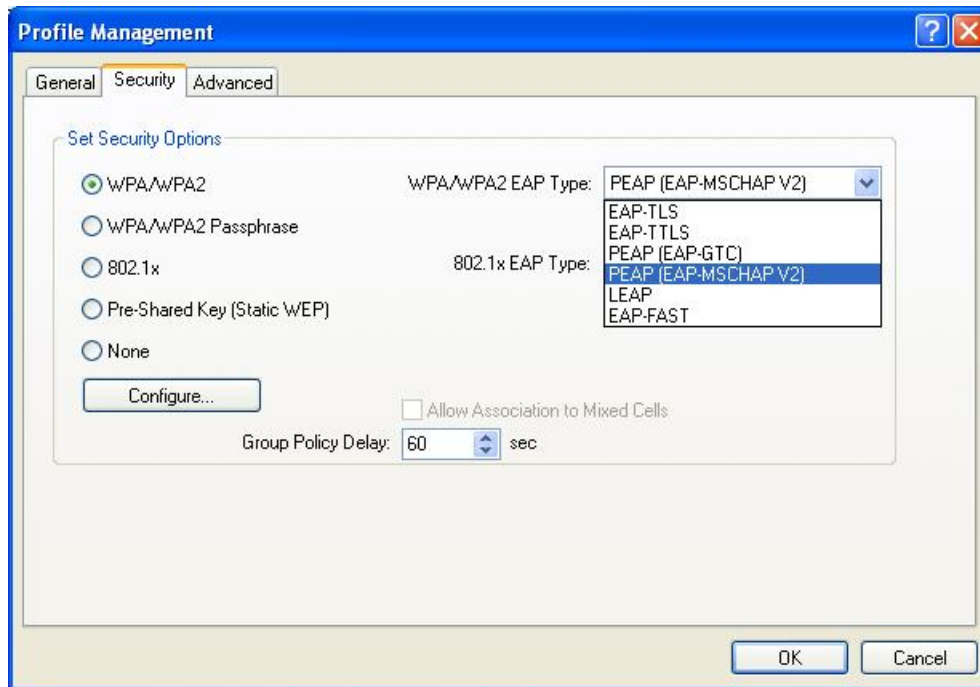 Profile Management
General Security Advanced
Set Security Options
WPA/WPA2 WPA/WPA2 EAP Type: PEAP (EAP-MSCHAP V2)
EAP-TLS
WPA/WPA2 Passphrase EAP-TTLS
PEAP (EAP-GTC)
802.1x 802.1x EAP Type: PEAP (EAP-MSCHAP V2)
LEAP
Pre-Shared Key (Static WEP) EAP-FAST
None
Configure...
Allow Association to Mixed Cells
Group Policy Delay: 60 sec
OK Cancel